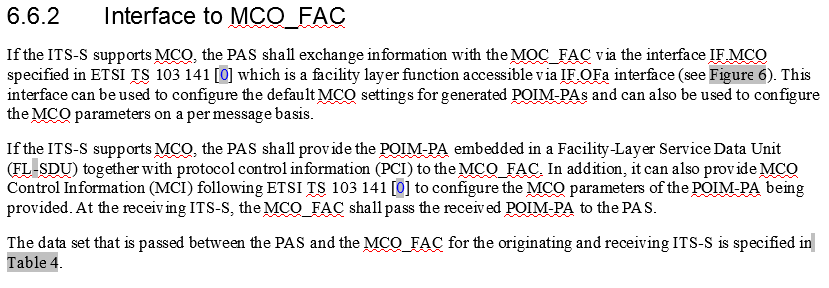 6.6.2 Interface to MCO_FAC
If the ITS-S supports MCO, the PAS shall exchange information with the MOC_FAC via the interface IF.MCO
specified in ETSI TS 103 141 [0] which is a facility layer function accessible via IF.OFa interface (see Figure 6). This
interface can be used to configure the default MCO settings for generated POIM-PAs and can also be used to configure
the MCO parameters on a per message basis.
If the ITS-S supports MCO, the PAS shall provide the POIM-PA embedded in a Facility-Layer Service Data Unit
(FL-SDU) together with protocol control information (PCI) to the MCO_FAC. In addition, it can also provide MCO
Control Information (MCI) following ETSI TS 103 141 [0] to configure the MCO parameters of the POIM-PA being
provided. At the receiving ITS-S, the MCO_FAC shall pass the received POIM-PA to the PAS.
The data set that is passed between the PAS and the MCO_FAC for the originating and receiving ITS-S is specified in
Table 4.